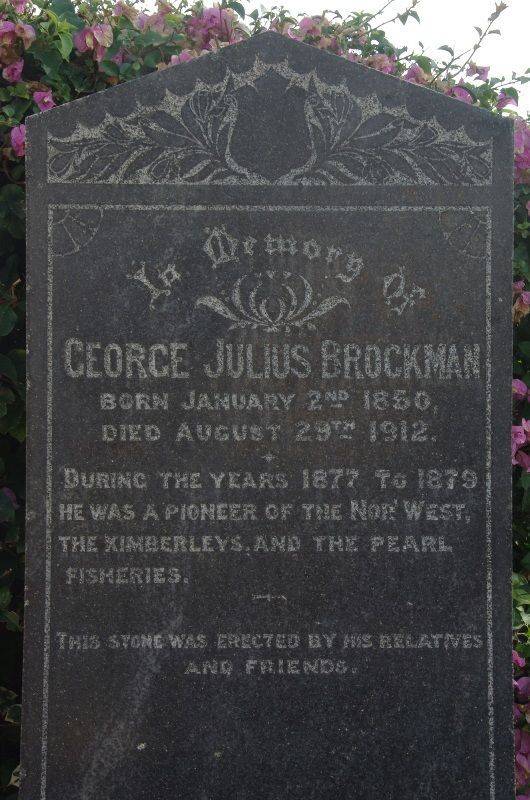 In Memory Of
GEORGE JULIUS BROCKMAN
BORN JANUARY 2ND 1850,
DIED AUGUST 29TH 1912.
DURING THE YEARS 1877 TO 1879
HE WAS A PIONEER OF THE NOR' WEST,
THE KIMBERLEYS, AND THE PEARL
FISHERIES.
THIS STONE WAS ERECTED BY HIS RELATIVES
AND FRIENDS.